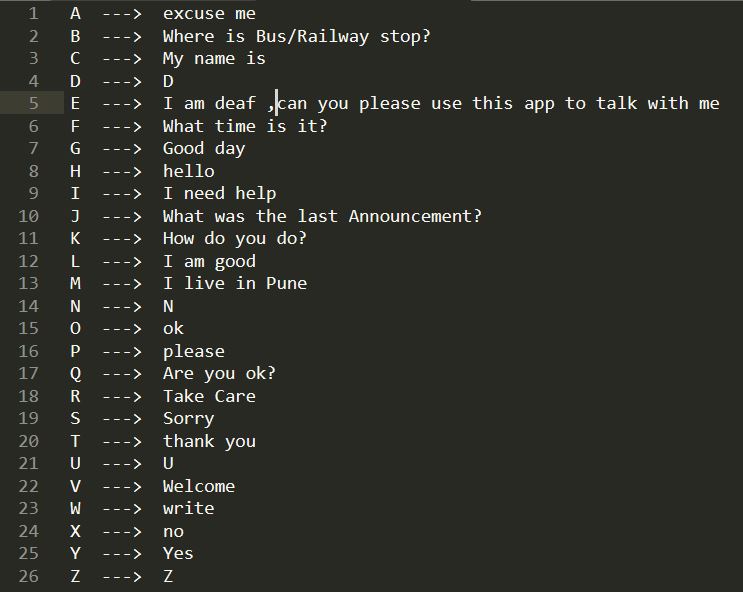 1 A ---> excuse me
2 B ---> Where is Bus/Railway stop?
3 C ---> My name is
4 D ---> D
5 E ---> I am deaf ,can you please use this app to talk with me
6 F ---> What time is it?
7 G ---> Good day
8 H ---> hello
9 I ---> I need help
10 J ---> What was the last Announcement?
11 K ---> How do you do?
12 L ---> I am good
13 M ---> I live in Pune
14 N ---> N
15 O ---> ok
16 P ---> please
17 Q ---> Are you ok?
18 R ---> Take Care
19 S ---> Sorry
20 T ---> thank you
21 U ---> U
22 V ---> Welcome
23 W ---> write
24 X ---> no
25 Y ---> Yes
26 Z ---> Z